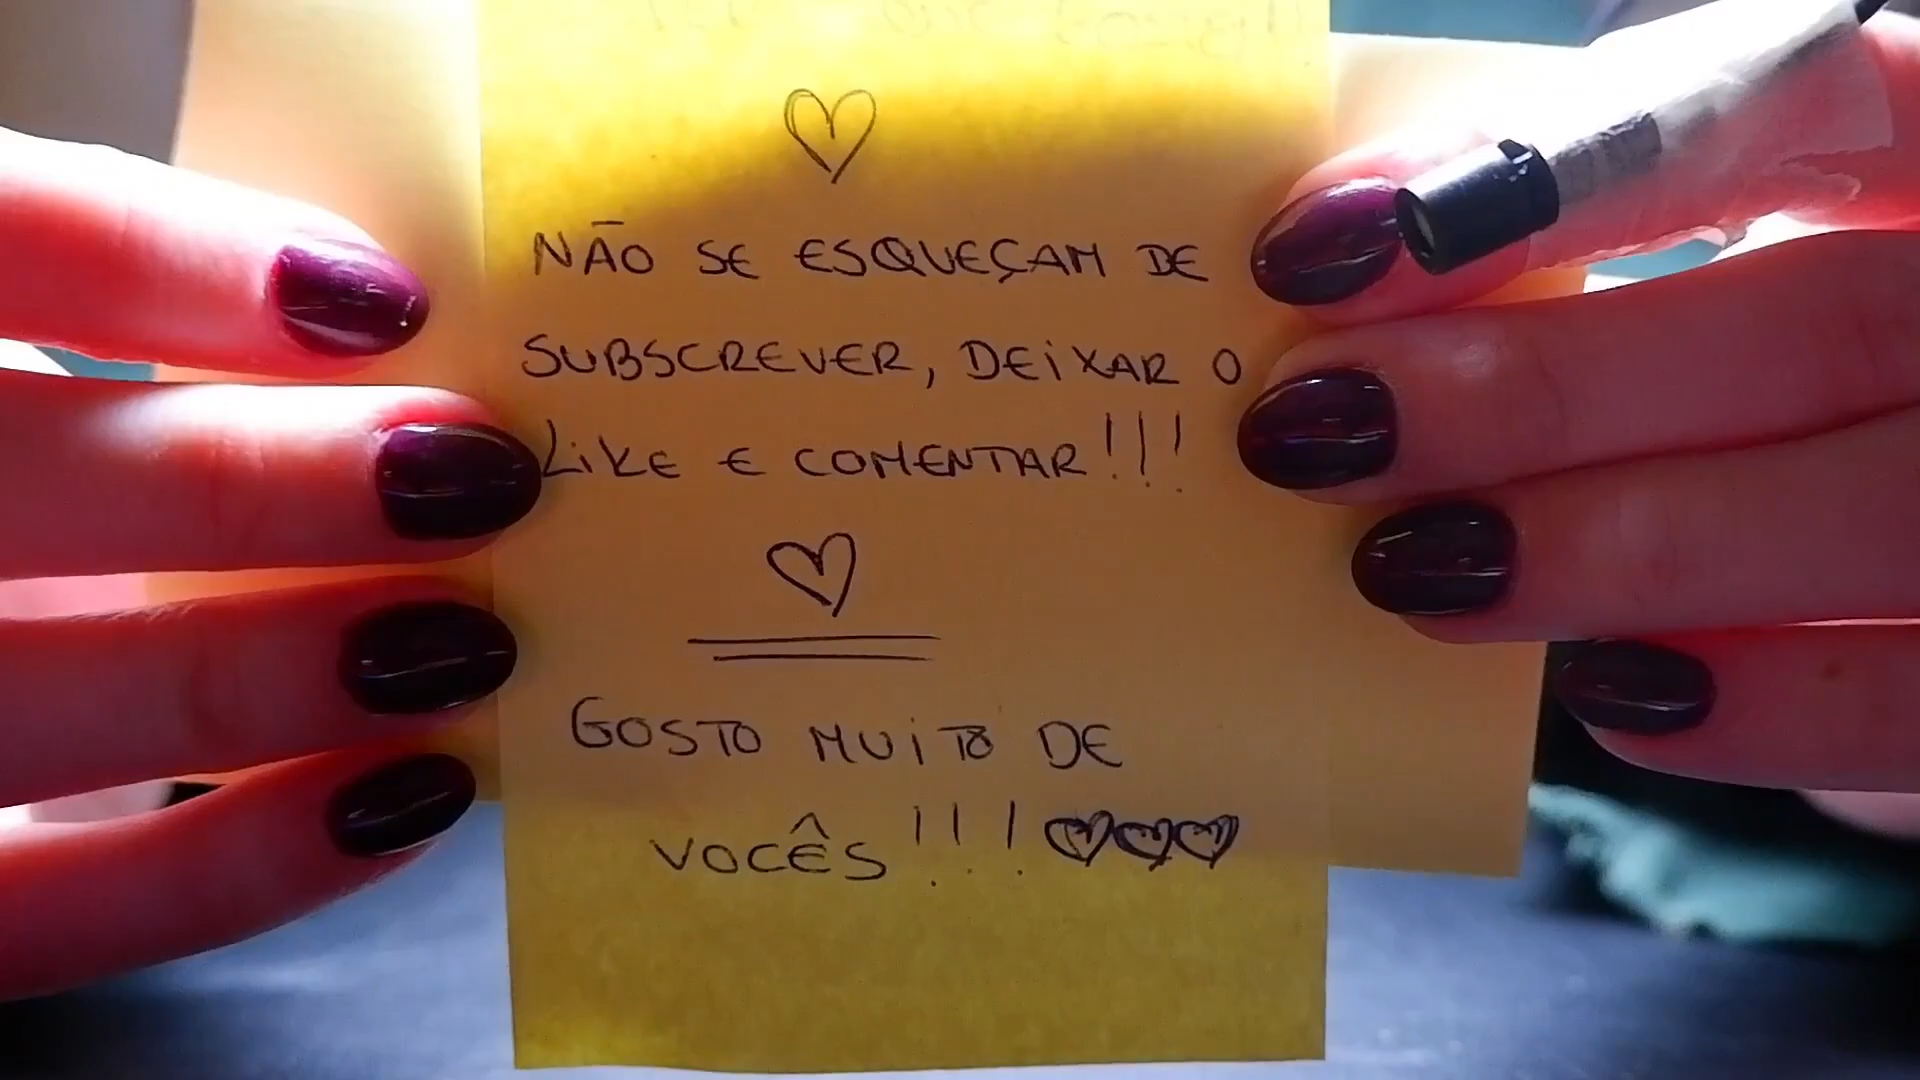 NÃO SE ESQUEÇAM DE
SUBSCREVER, DEIXAR O
LIKE E COMENTAR!!!
GOSTO MUITO DE
VOCÊS!!!